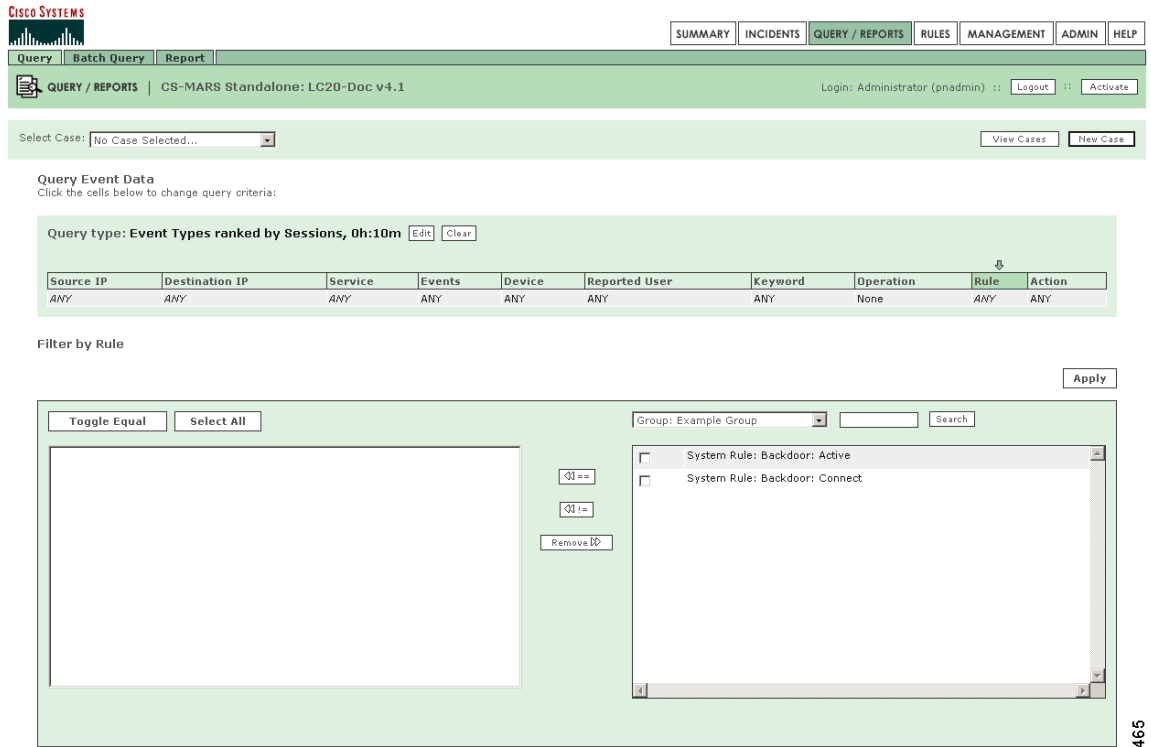 CISCO SYSTEMS
SUMMARY INCIDENTS QUERY / REPORTS RULES MANAGEMENT ADMIN HELP
Query Batch Query Report
QUERY / REPORTS | CS-MARS Standalone: LC20-Doc v4.1 Login: Administrator (pnadmin) :: Logout :: Activate
Select Case: No Case Selected... View Cases New Case
Query Event Data
Click the cells below to change query criteria:
Query type: Event Types ranked by Sessions, 0h:10m Edit Clear
Source IP Destination IP Service Events Device Reported User Keyword Operation Rule Action
ANY ANY ANY ANY ANY ANY ANY None ANY ANY
Filter by Rule
Apply
Toggle Equal Select All Group: Example Group Search
System Rule: Backdoor: Active
==
System Rule: Backdoor: Connect
!=
Remove
465